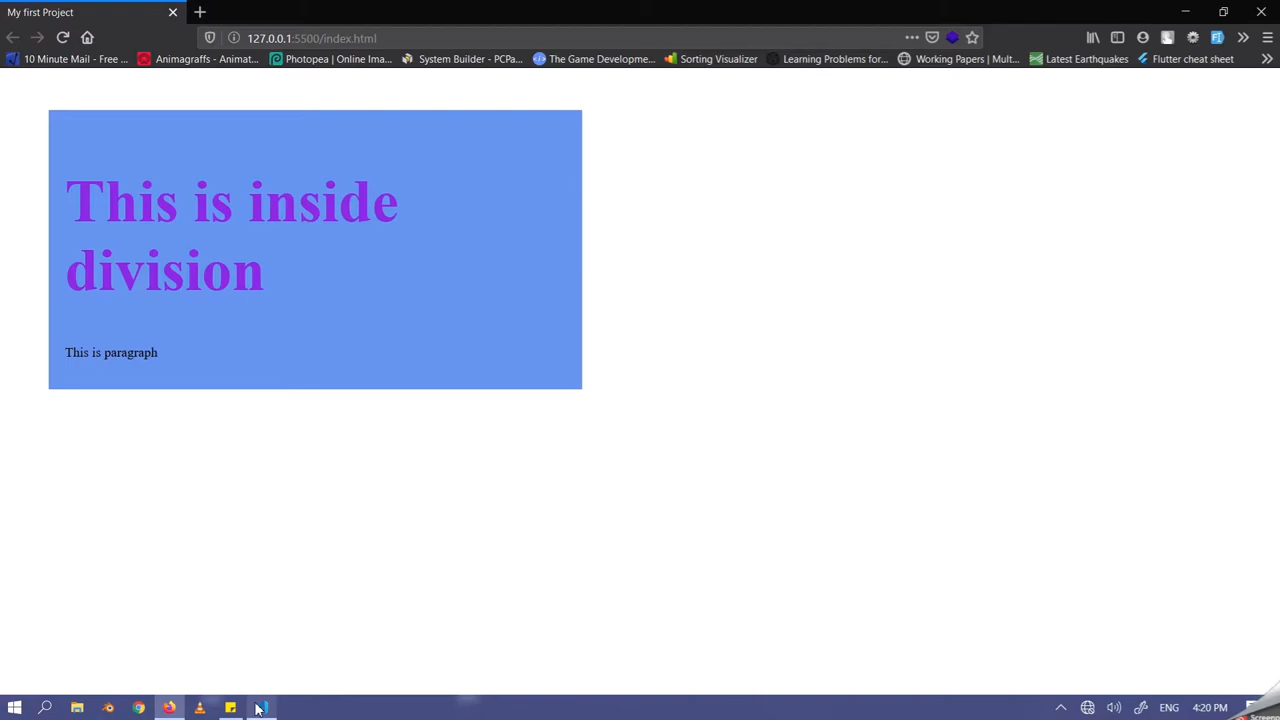 My first Project
127.0.0.1:5500/index.html
10 Minute Mail - Free ...
Animagraffs - Animat...
Photopea | Online Ima...
System Builder - PCPa...
The Game Developme...
Sorting Visualizer
Learning Problems for...
Working Papers | Mult...
Latest Earthquakes
Flutter cheat sheet
This is inside
division
This is paragraph
ENG
4:20 PM